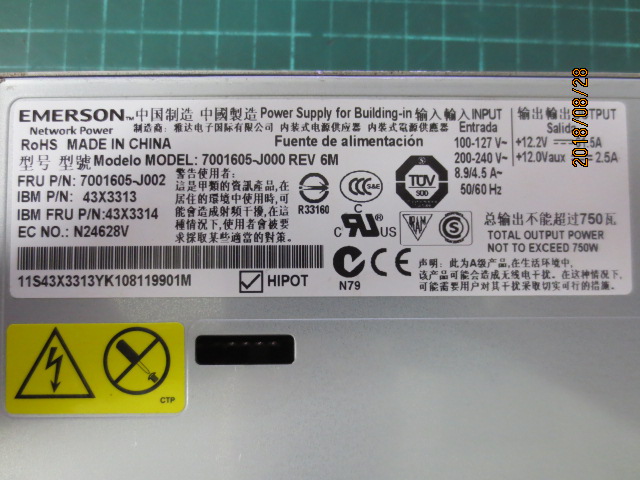 EMERSON™ 中国制造 中國製造 Power Supply for Building-in 输入 輸入 INPUT 输出 輸出 OUTPUT
Network Power 制造商: 雅达电子国际有限公司 内装式电源供应器 內裝式電源供應器 Entrada Salida
RoHS MADE IN CHINA Fuente de alimentación 100-127 V~ +12.2V
型号 型號 Modelo MODEL: 7001605-J000 REV 6M 200-240 V~ +12.0Vaux 2.5A
FRU P/N: 7001605-J002 8.9/4.5 A~
IBM P/N: 43X3313 50/60 Hz
IBM FRU P/N:43X3314
EC NO.: N24628V
警告使用者:
這是甲類的資訊產品,在
居住的環境中使用時,可
能會造成射頻干擾,在這
種情況下,使用者會被要
求採取某些適當的對策。
R33160
CCC S&E
TÜV
SÜD
C US
总输出不能超过750瓦
TOTAL OUTPUT POWER
NOT TO EXCEED 750W
11S43X3313YK108119901M
HIPOT
N79
CE
声明: 此为A级产品,在生活环境中,
该产品可能会造成无线电干扰。在这种情况下,
可能需要用户对其干扰采取切实可行的措施。
CTP
2018/08/28